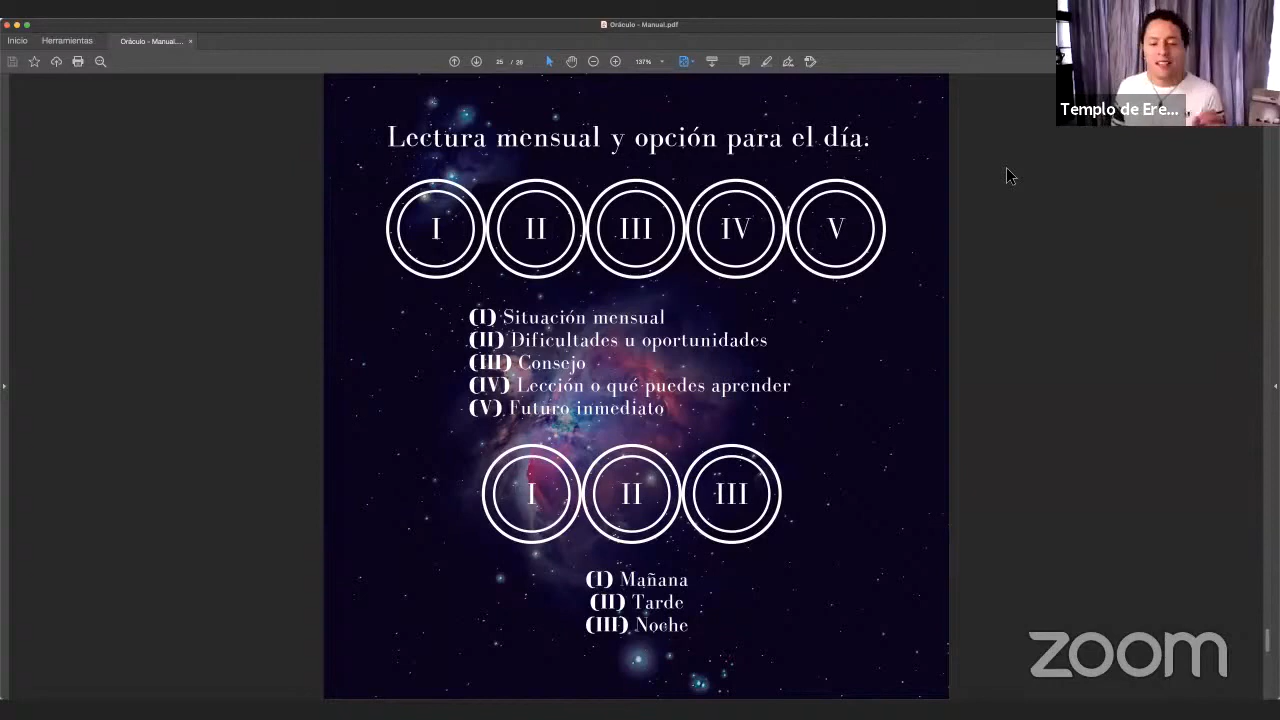 Oráculo - Manual.pdf
Inicio Herramientas Oráculo - Manual.... ×
25 / 26 137%
Templo de Ere...
Lectura mensual y opción para el día.
I II III IV V
(I) Situación mensual
(II) Dificultades u oportunidades
(III) Consejo
(IV) Lección o qué puedes aprender
(V) Futuro inmediato
I II III
(I) Mañana
(II) Tarde
(III) Noche
zoom